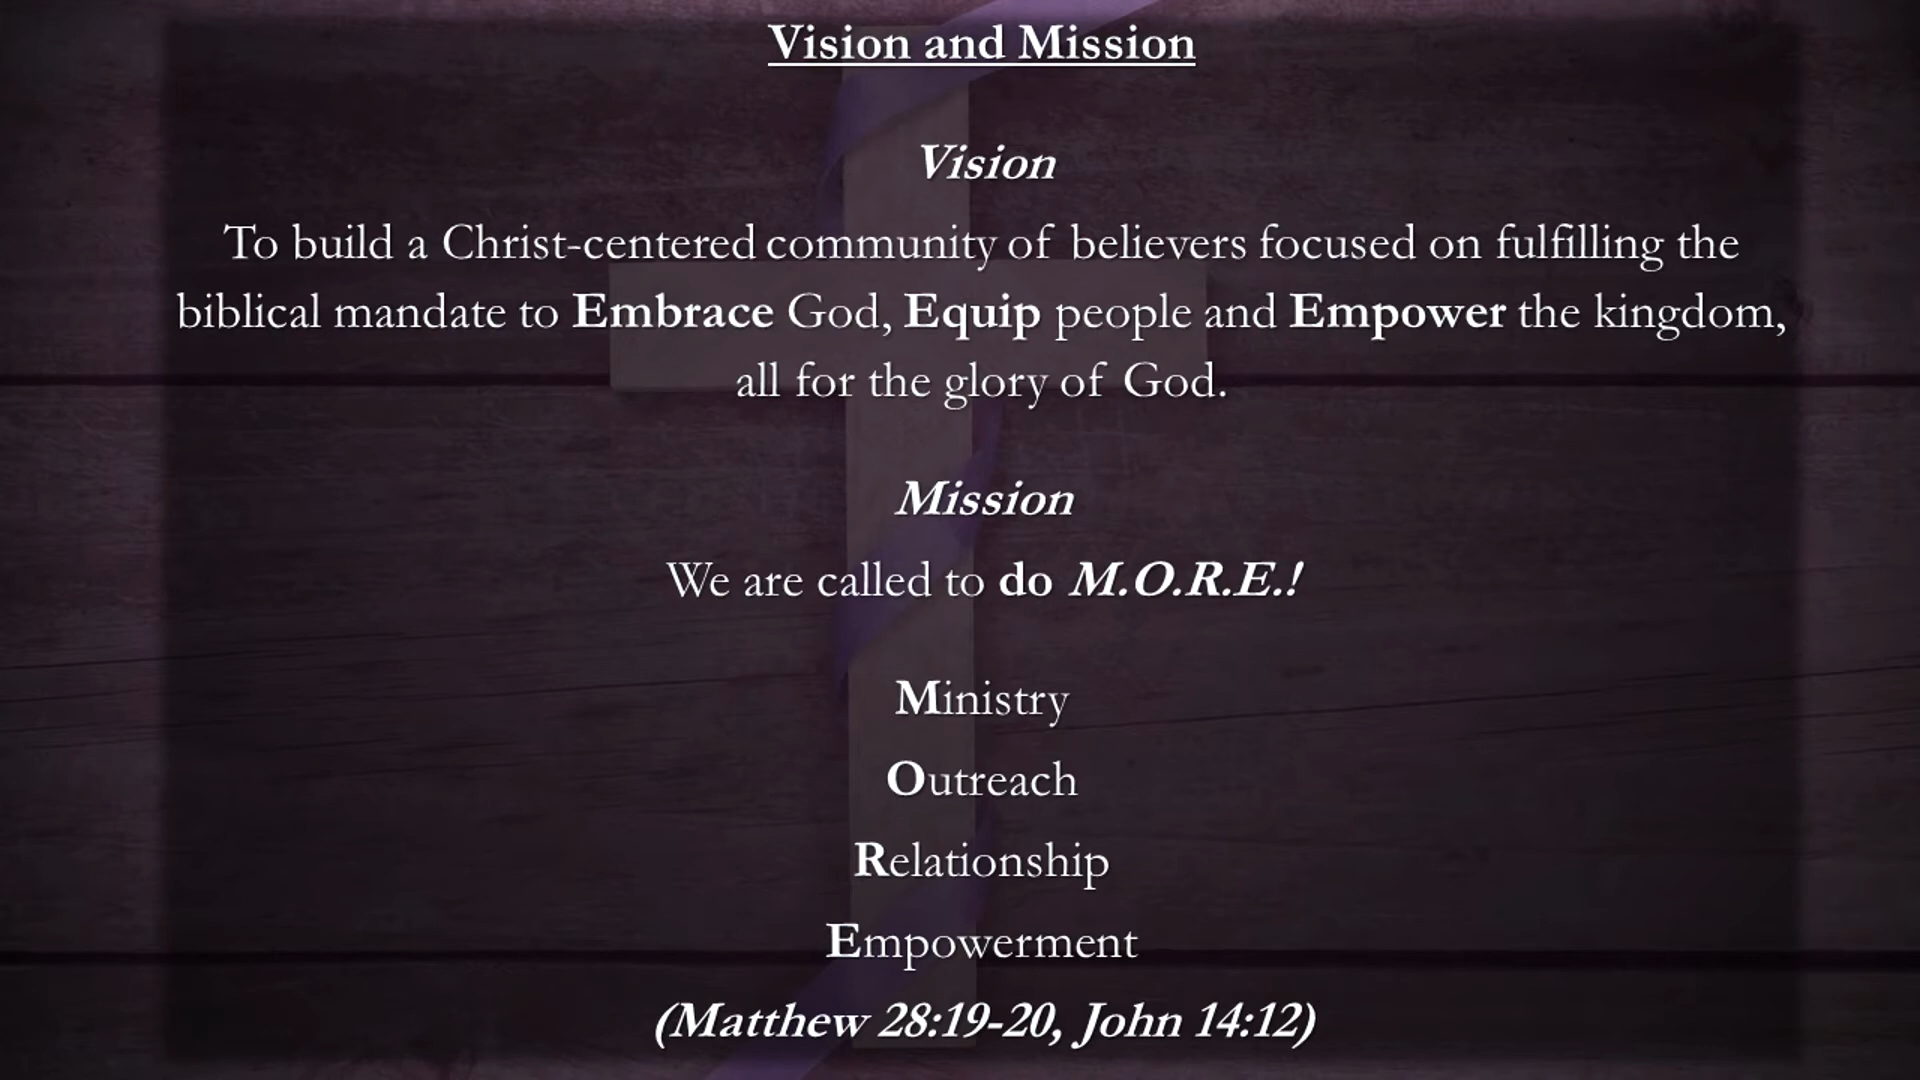 Vision and Mission
Vision
To build a Christ-centered community of believers focused on fulfilling the
biblical mandate to Embrace God, Equip people and Empower the kingdom,
all for the glory of God.
Mission
We are called to do M.O.R.E.!
Ministry
Outreach
Relationship
Empowerment
(Matthew 28:19-20, John 14:12)